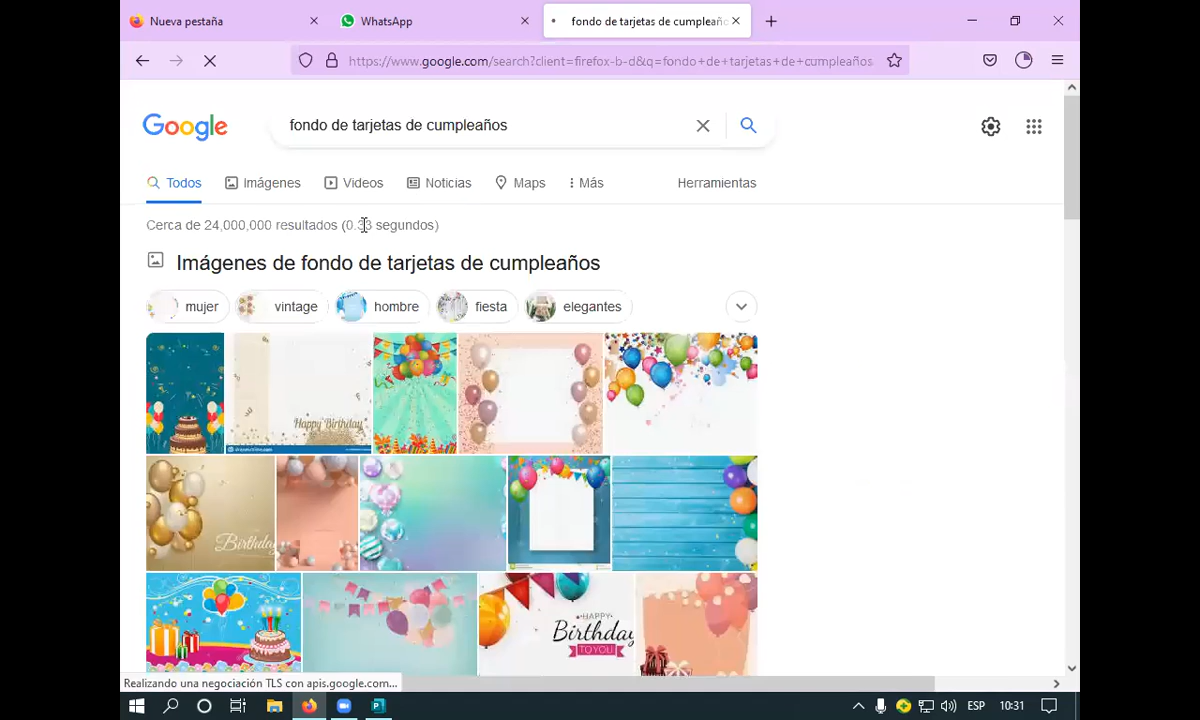 Nueva pestaña
WhatsApp
fondo de tarjetas de cumpleaño
https://www.google.com/search?client=firefox-b-d&q=fondo+de+tarjetas+de+cumpleaños
Google
fondo de tarjetas de cumpleaños
Todos
Imágenes
Videos
Noticias
Maps
Más
Herramientas
Cerca de 24,000,000 resultados (0.33 segundos)
Imágenes de fondo de tarjetas de cumpleaños
mujer
vintage
hombre
fiesta
elegantes
Happy Birthday
Birthday
HAPPY
Birthday
TO YOU
Realizando una negociación TLS con apis.google.com...
ESP
10:31